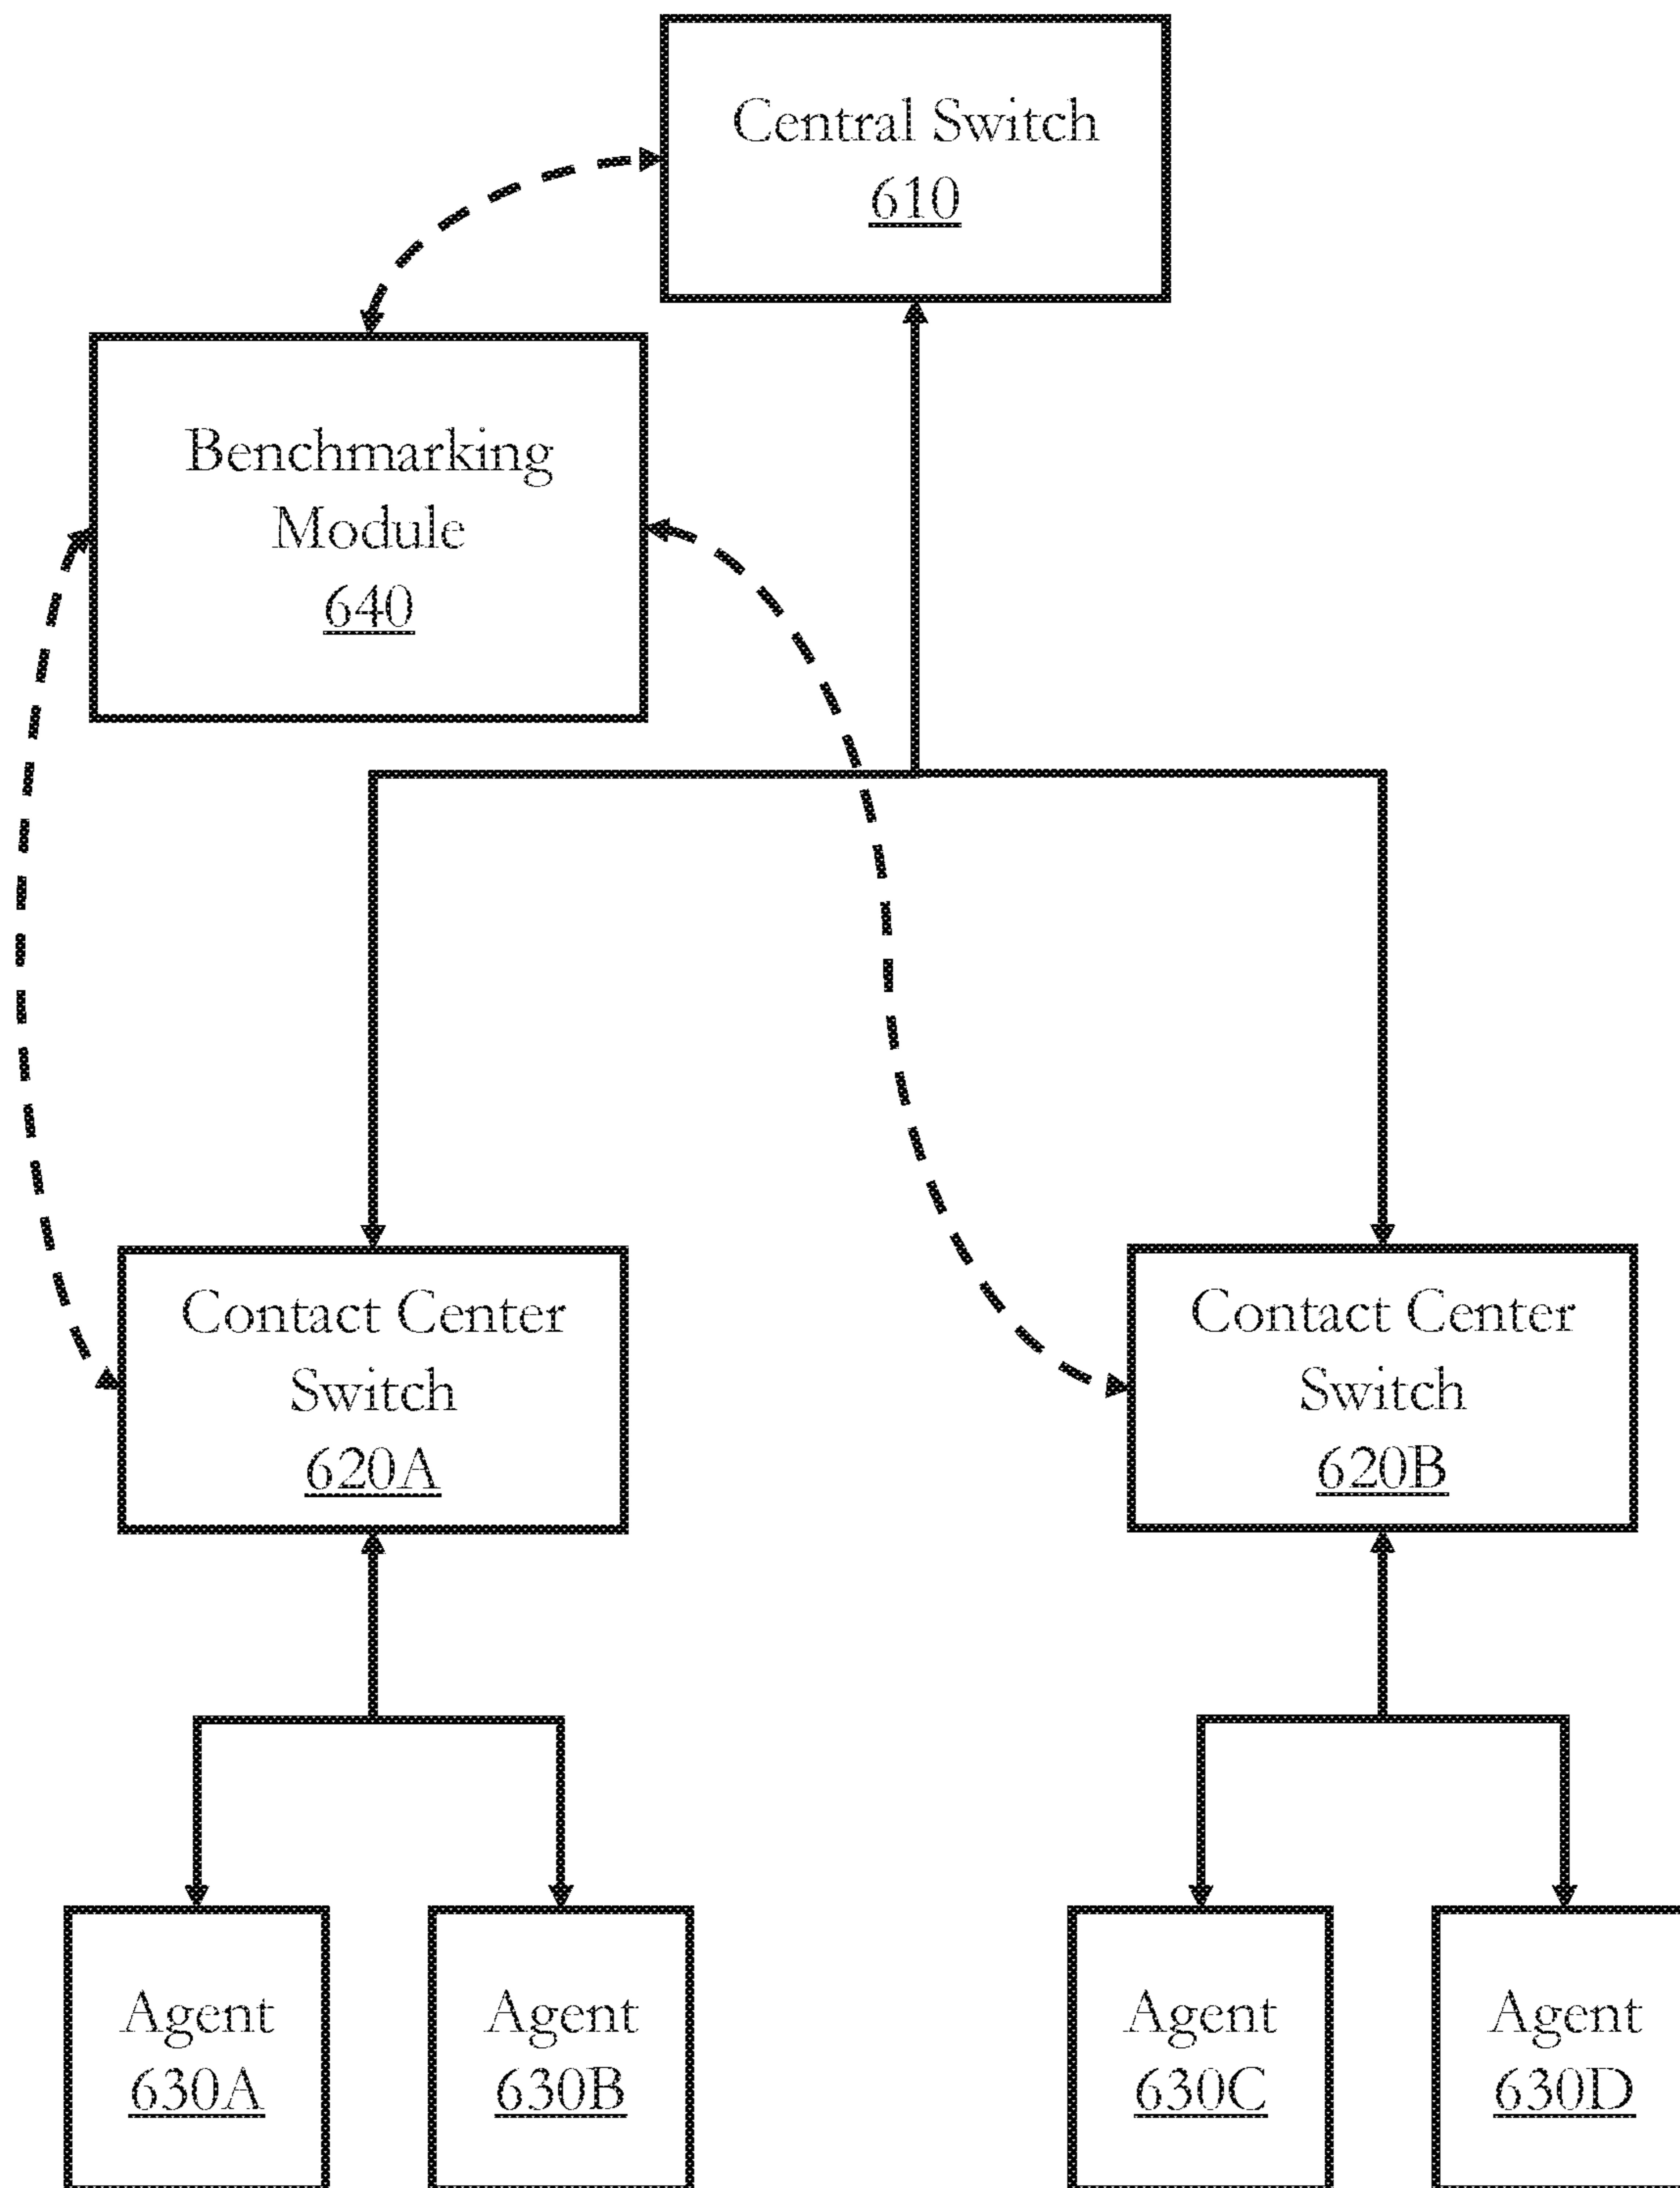 Central Switch
610
Benchmarking
Module
640
Contact Center
Switch
620A
Contact Center
Switch
620B
Agent
630A
Agent
630B
Agent
630C
Agent
630D